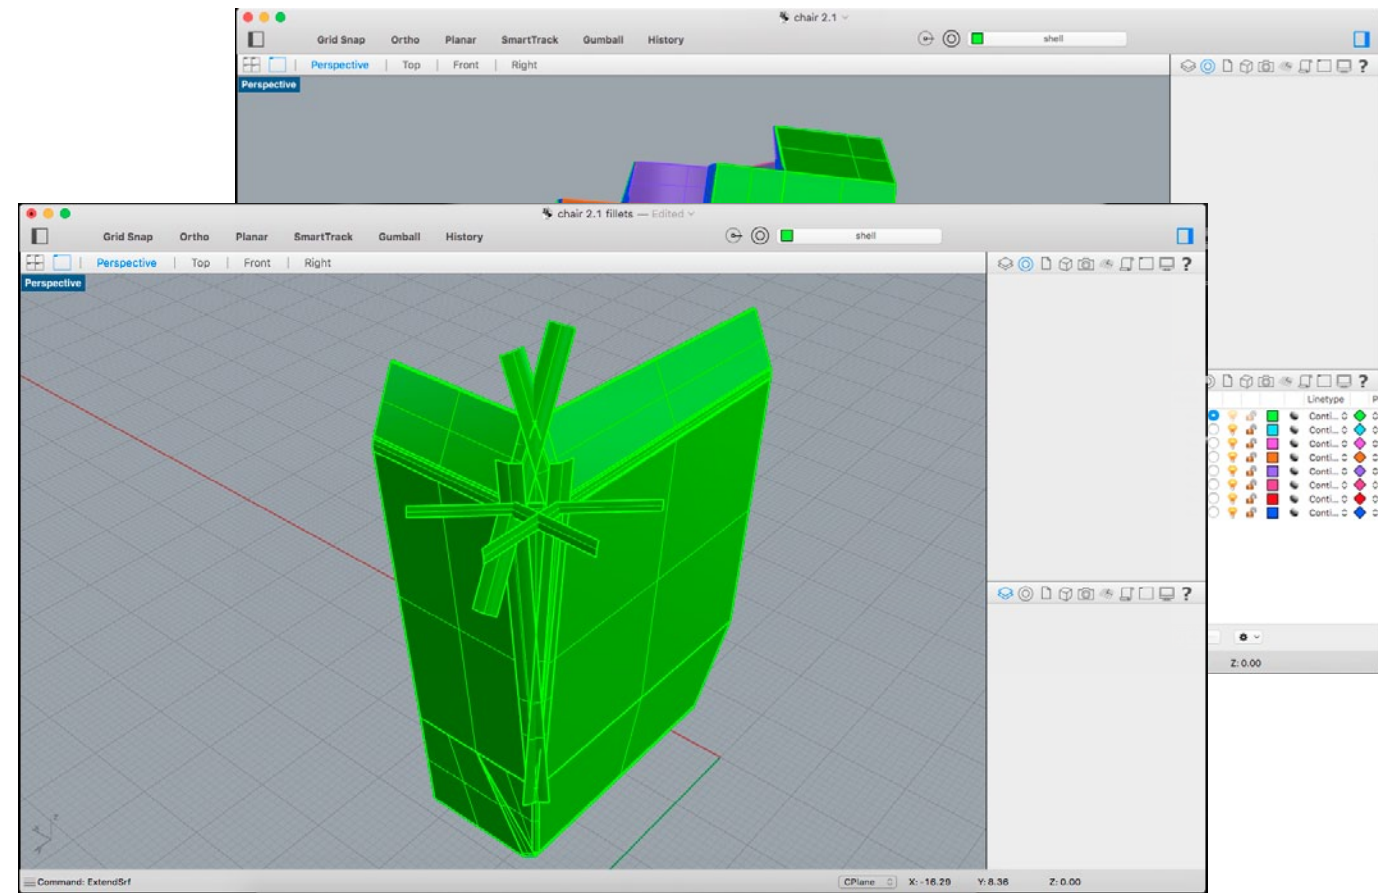 chair 2.1
Grid Snap Ortho Planar SmartTrack Gumball History shell
Perspective | Top | Front | Right
Perspective
chair 2.1 fillets — Edited
Grid Snap Ortho Planar SmartTrack Gumball History shell
Perspective | Top | Front | Right
Perspective
Linetype P
Conti...
Conti...
Conti...
Conti...
Conti...
Conti...
Conti...
Conti...
Z: 0.00
z
Command: ExtendSrf CPlane X: -16.29 Y: 8.36 Z: 0.00